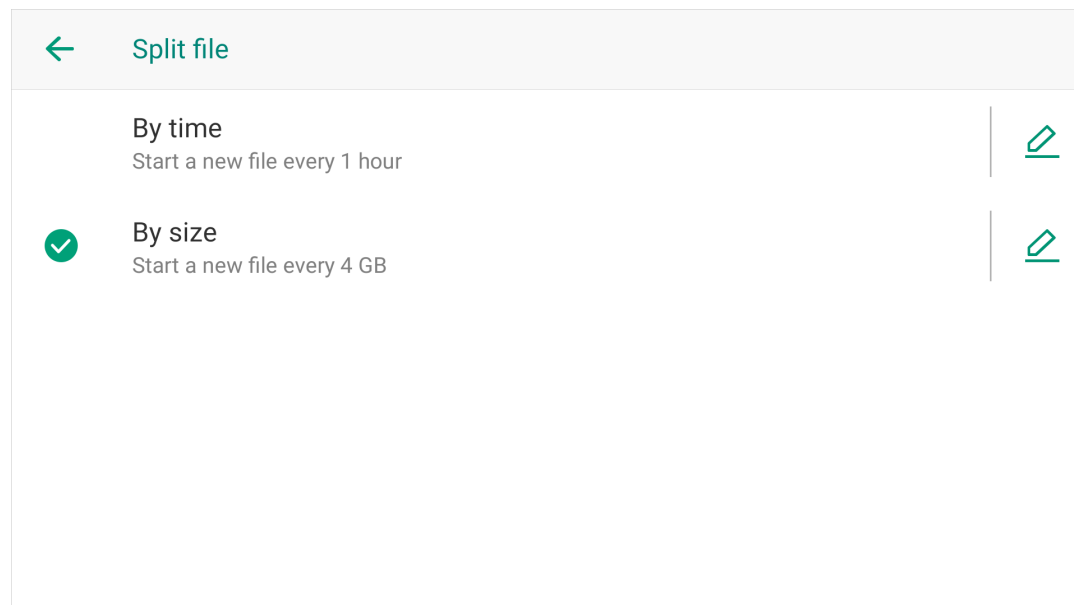 Split file
By time
Start a new file every 1 hour
By size
Start a new file every 4 GB